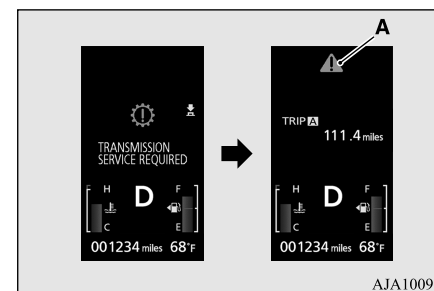 A
TRANSMISSION
SERVICE REQUIRED
F H D F
C E
001234 miles 68°F
TRIP A
111.4 miles
F H D F
C E
001234 miles 68°F
AJA1009